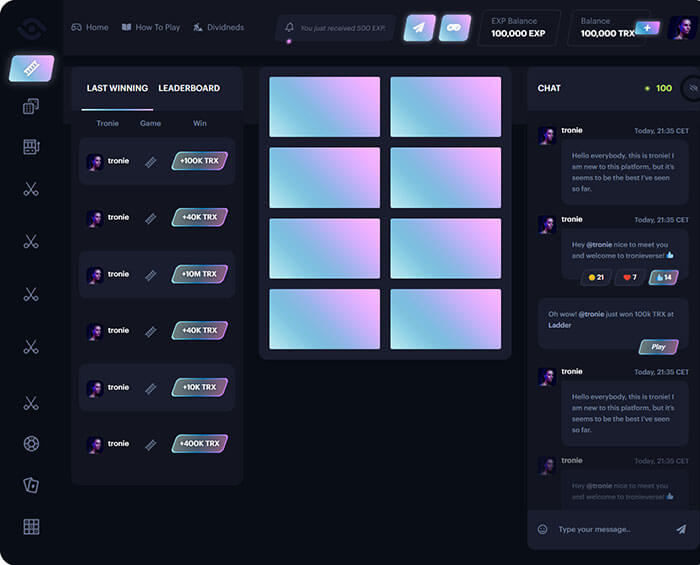 Home
How To Play
Dividneds
You just received 500 EXP.
EXP Balance
100,000 EXP
Balance
100,000 TRX
+
LAST WINNING
LEADERBOARD
Tronie
Game
Win
tronie
+100K TRX
tronie
+40K TRX
tronie
+10M TRX
tronie
+40K TRX
tronie
+10K TRX
tronie
+400K TRX
CHAT
100
tronie
Today, 21:35 CET
Hello everybody, this is tronie! I
am new to this platform, but it's
seems to be the best I've seen
so far.
tronie
Today, 21:35 CET
Hey @tronie nice to meet you
and welcome to tronieverse!
21
7
14
Oh wow! @tronie just won 100k TRX at
Ladder
Play
tronie
Today, 21:35 CET
Hello everybody, this is tronie! I
am new to this platform, but it's
seems to be the best I've seen
so far.
tronie
Today, 21:35 CET
Hey @tronie nice to meet you
and welcome to tronieverse!
Type your message..